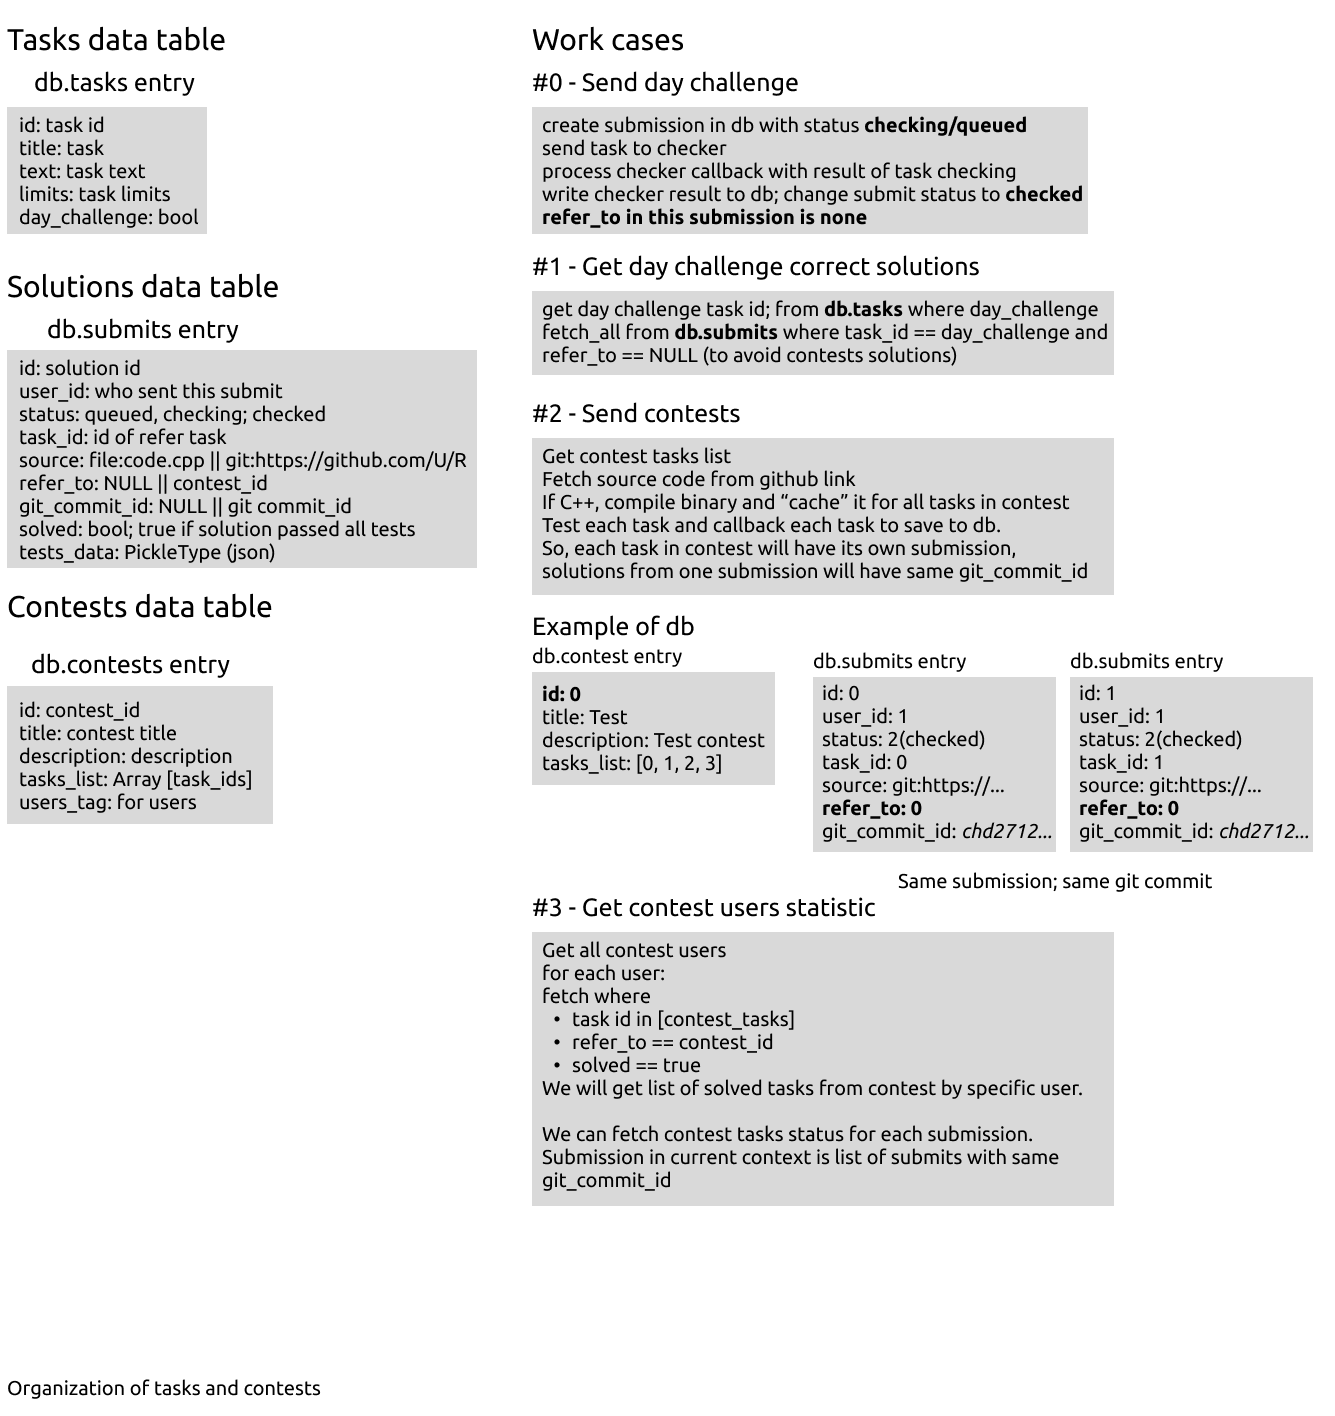 Tasks data table
db.tasks entry
id: task id
title: task
text: task text
limits: task limits
day_challenge: bool
Solutions data table
db.submits entry
id: solution id
user_id: who sent this submit
status: queued, checking; checked
task_id: id of refer task
source: file:code.cpp || git:https://github.com/U/R
refer_to: NULL || contest_id
git_commit_id: NULL || git commit_id
solved: bool; true if solution passed all tests
tests_data: PickleType (json)
Contests data table
db.contests entry
id: contest_id
title: contest title
description: description
tasks_list: Array [task_ids]
users_tag: for users
Work cases
#0 - Send day challenge
create submission in db with status checking/queued
send task to checker
process checker callback with result of task checking
write checker result to db; change submit status to checked
refer_to in this submission is none
#1 - Get day challenge correct solutions
get day challenge task id; from db.tasks where day_challenge
fetch_all from db.submits where task_id == day_challenge and
refer_to == NULL (to avoid contests solutions)
#2 - Send contests
Get contest tasks list
Fetch source code from github link
If C++, compile binary and “cache” it for all tasks in contest
Test each task and callback each task to save to db.
So, each task in contest will have its own submission,
solutions from one submission will have same git_commit_id
Example of db
db.contest entry
id: 0
title: Test
description: Test contest
tasks_list: [0, 1, 2, 3]
db.submits entry
id: 0
user_id: 1
status: 2(checked)
task_id: 0
source: git:https://...
refer_to: 0
git_commit_id: chd2712...
db.submits entry
id: 1
user_id: 1
status: 2(checked)
task_id: 1
source: git:https://...
refer_to: 0
git_commit_id: chd2712...
Same submission; same git commit
#3 - Get contest users statistic
Get all contest users
for each user:
fetch where
• task id in [contest_tasks]
• refer_to == contest_id
• solved == true
We will get list of solved tasks from contest by specific user.
We can fetch contest tasks status for each submission.
Submission in current context is list of submits with same
git_commit_id
Organization of tasks and contests